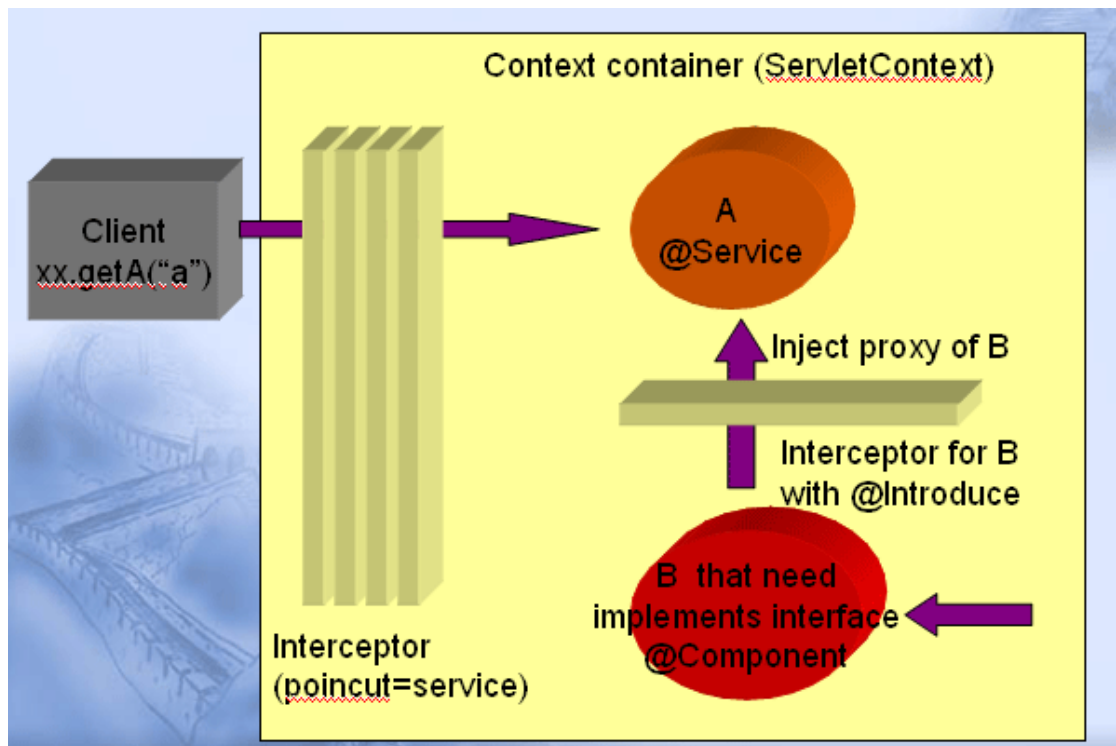 Context container (ServletContext)
Client
xx.getA(“a”)
A
@Service
Inject proxy of B
Interceptor for B
with @Introduce
B that need
implements interface
@Component
Interceptor
(poincut=service)